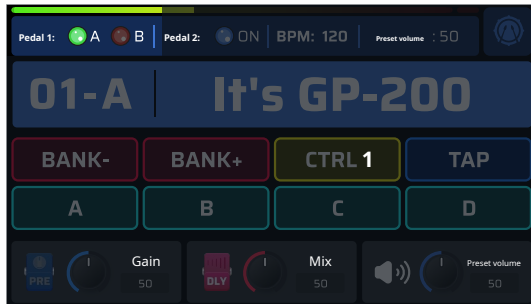 Pedal 1: A B Pedal 2: ON BPM: 120 Preset volume : 50
01-A It's GP-200
BANK- BANK+ CTRL 1 TAP
A B C D
PRE Gain 50 DLY Mix 50 Preset volume 50